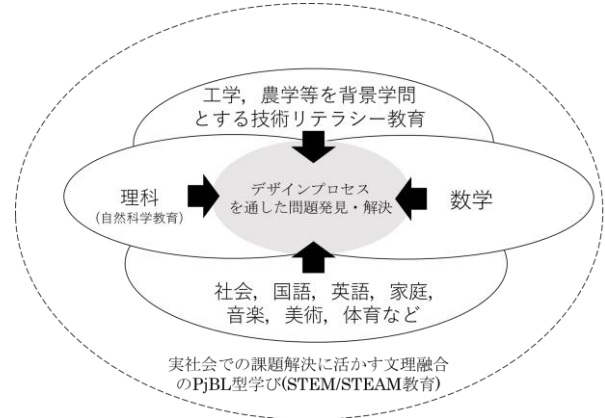 工学，農学等を背景学問
とする技術リテラシー教育
デザインプロセス
を通した問題発見・解決
理科
(自然科学教育)
数学
社会，国語，英語，家庭，
音楽，美術，体育など
実社会での課題解決に活かす文理融合
のPjBL型学び(STEM/STEAM教育)